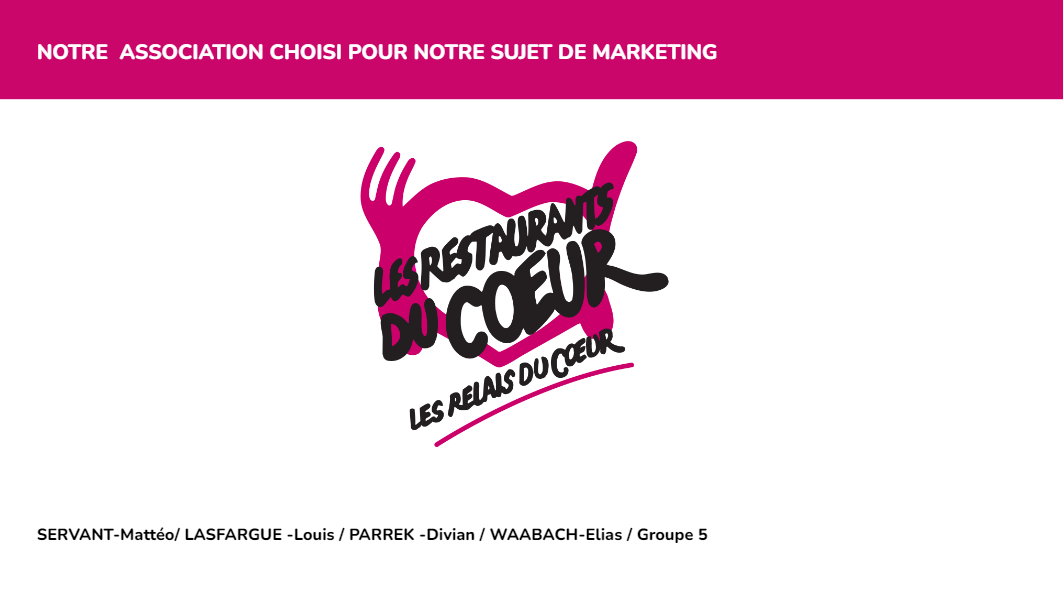 NOTRE  ASSOCIATION CHOISI POUR NOTRE SUJET DE MARKETING
LES RESTAURANTS
DU COEUR
LES RELAIS DU CŒUR
SERVANT-Mattéo/ LASFARGUE -Louis / PARREK -Divian / WAABACH-Elias / Groupe 5